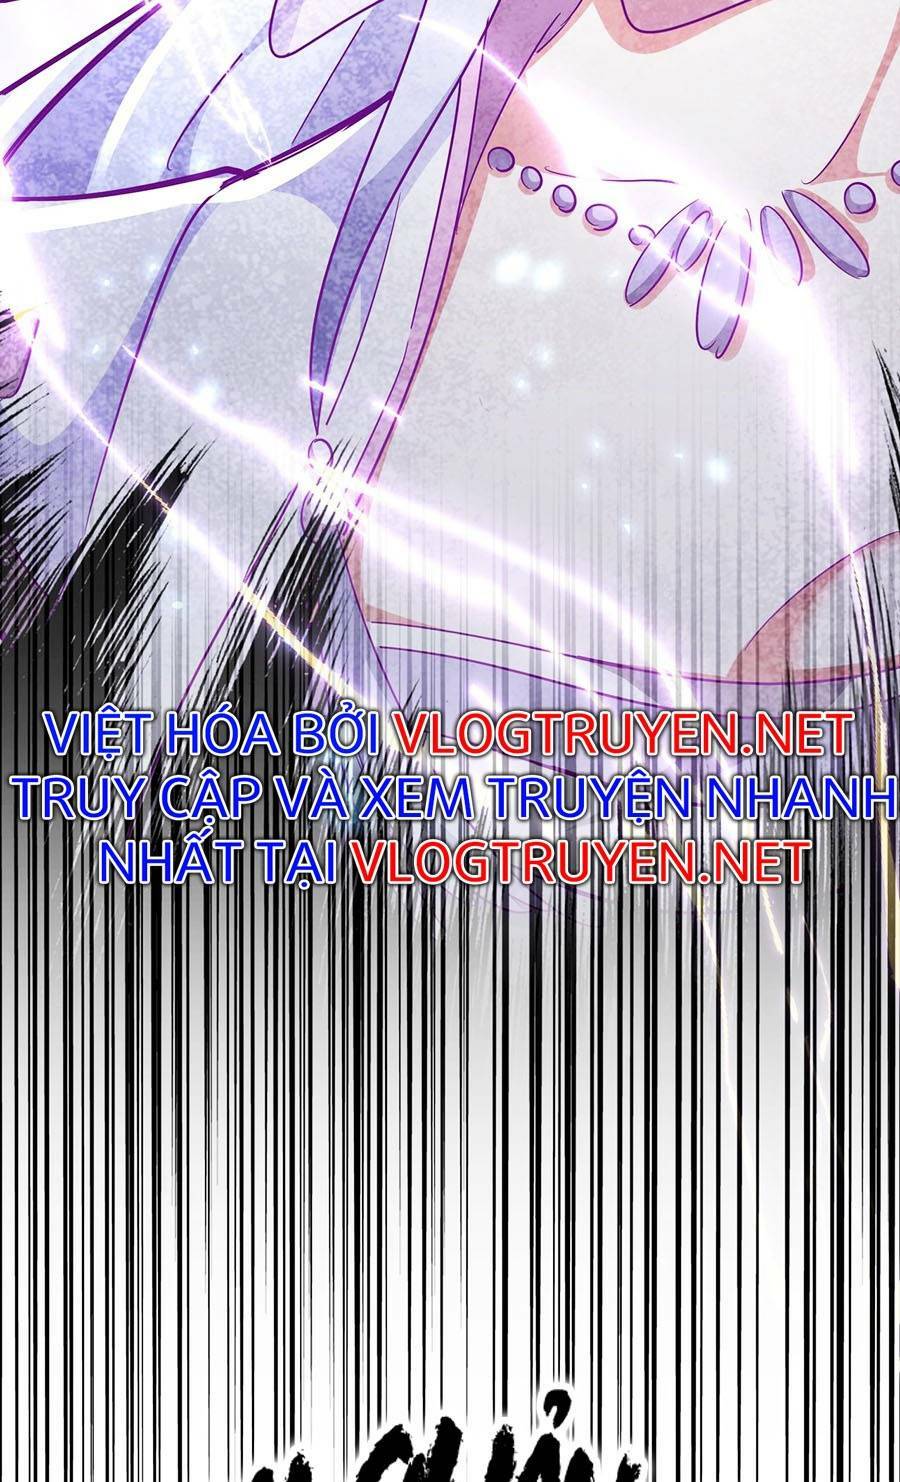 VIỆT HÓA BỞI VLOGTRUYEN.NET
TRUY CẬP VÀ XEM TRUYỆN NHANH
NHẤT TẠI VLOGTRUYEN.NET